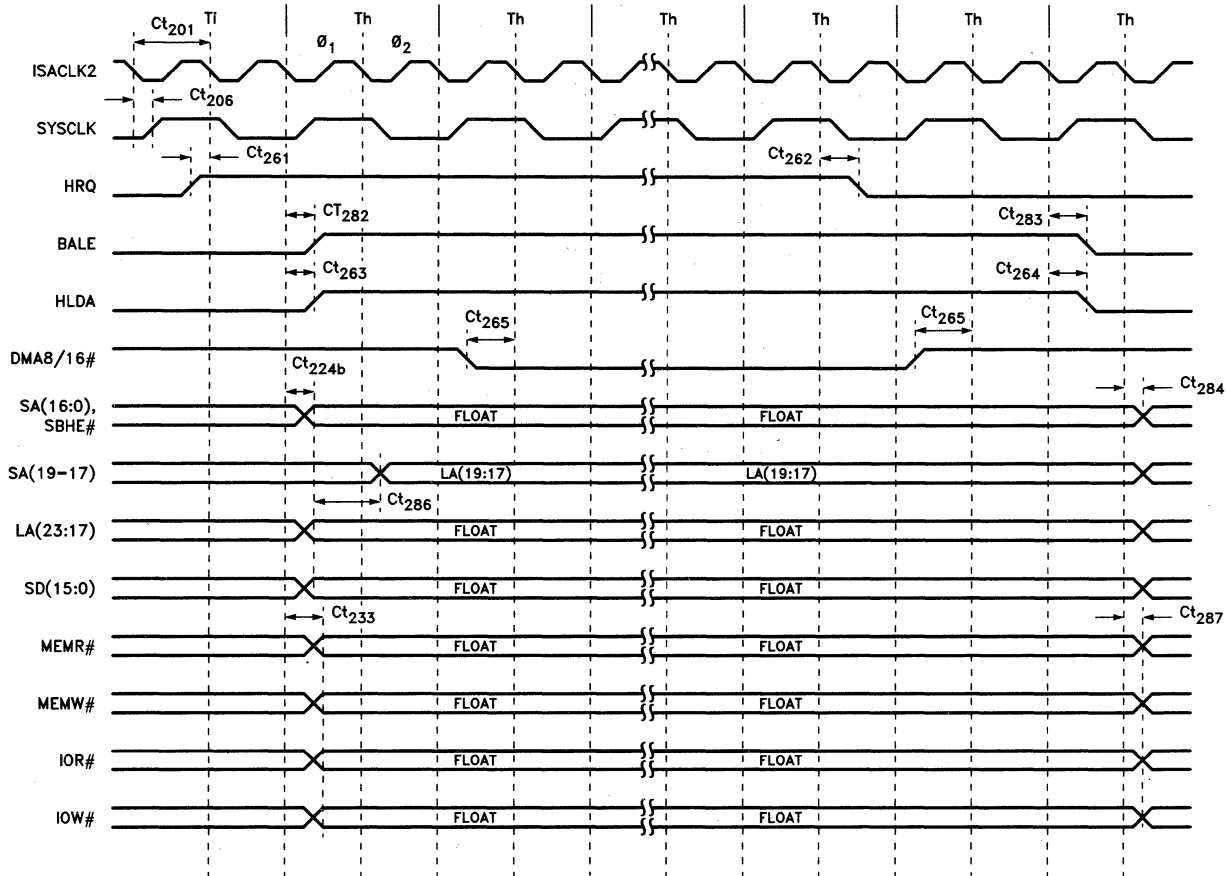 Ti Th Th Th Th Th
Ct201
Ø1 Ø2
ISACLK2
Ct206
SYSCLK
Ct261 Ct262
HRQ
CT282 Ct283
BALE
Ct263 Ct264
HLDA
Ct265 Ct265
DMA8/16#
Ct224b Ct284
SA(16:0),
SBHE#
FLOAT FLOAT
SA(19-17) LA(19:17) LA(19:17)
Ct286
LA(23:17) FLOAT FLOAT
SD(15:0) FLOAT FLOAT
Ct233 Ct287
MEMR# FLOAT FLOAT
MEMW# FLOAT FLOAT
IOR# FLOAT FLOAT
IOW# FLOAT FLOAT